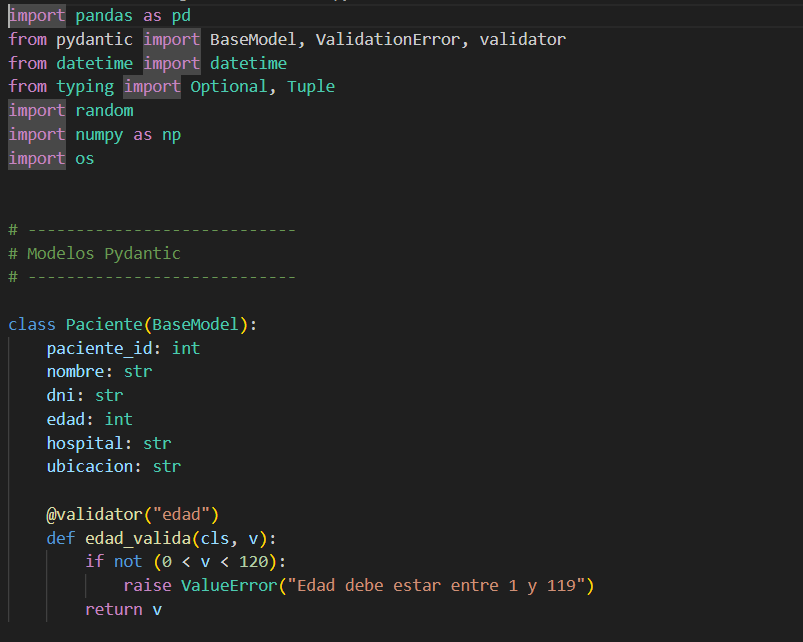 import pandas as pd
from pydantic import BaseModel, ValidationError, validator
from datetime import datetime
from typing import Optional, Tuple
import random
import numpy as np
import os
# ----------------------------
# Modelos Pydantic
# ----------------------------
class Paciente(BaseModel):
    paciente_id: int
    nombre: str
    dni: str
    edad: int
    hospital: str
    ubicacion: str
    @validator("edad")
    def edad_valida(cls, v):
        if not (0 < v < 120):
            raise ValueError("Edad debe estar entre 1 y 119")
        return v